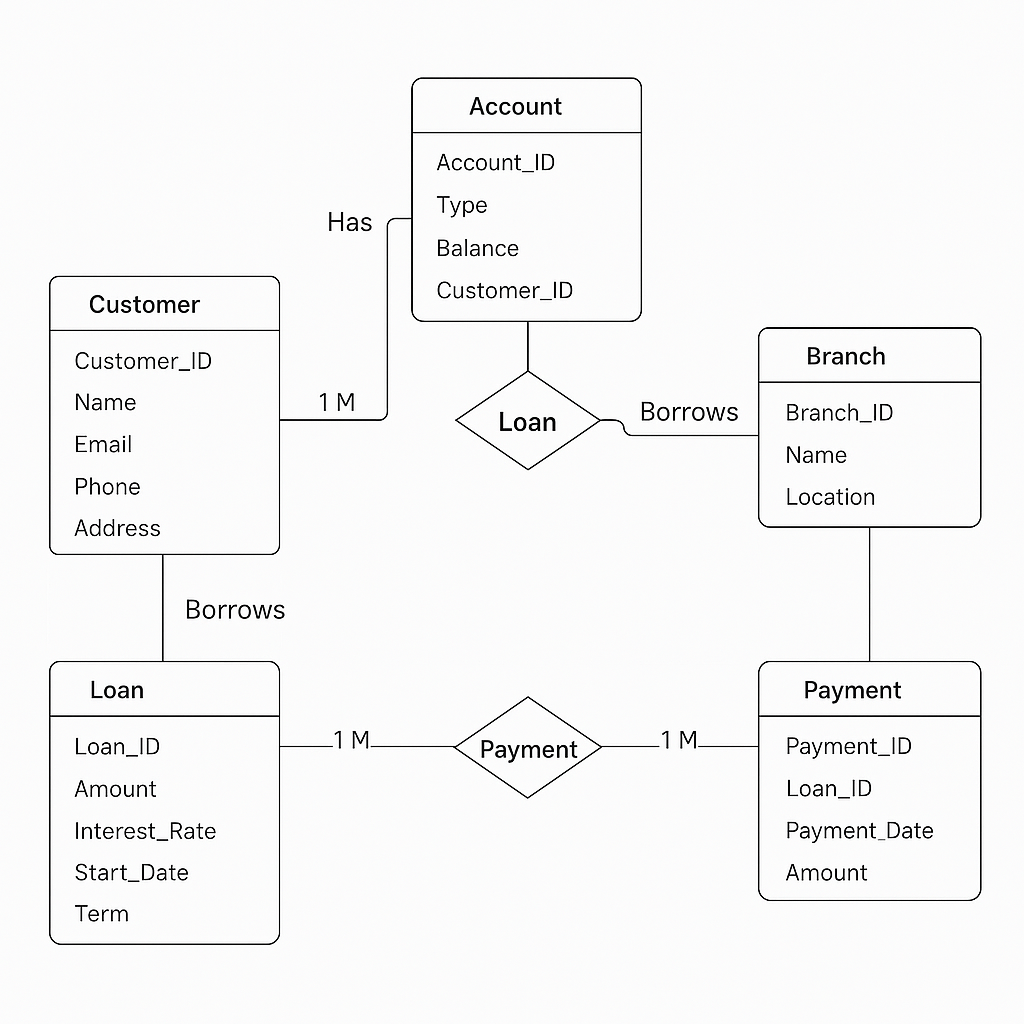 Account
Account_ID
Type
Balance
Customer_ID
Has
Customer
Customer_ID
Name
Email
Phone
Address
1 M
Loan
Borrows
Branch
Branch_ID
Name
Location
Borrows
Loan
Loan_ID
Amount
Interest_Rate
Start_Date
Term
1 M
Payment
1 M
Payment
Payment_ID
Loan_ID
Payment_Date
Amount